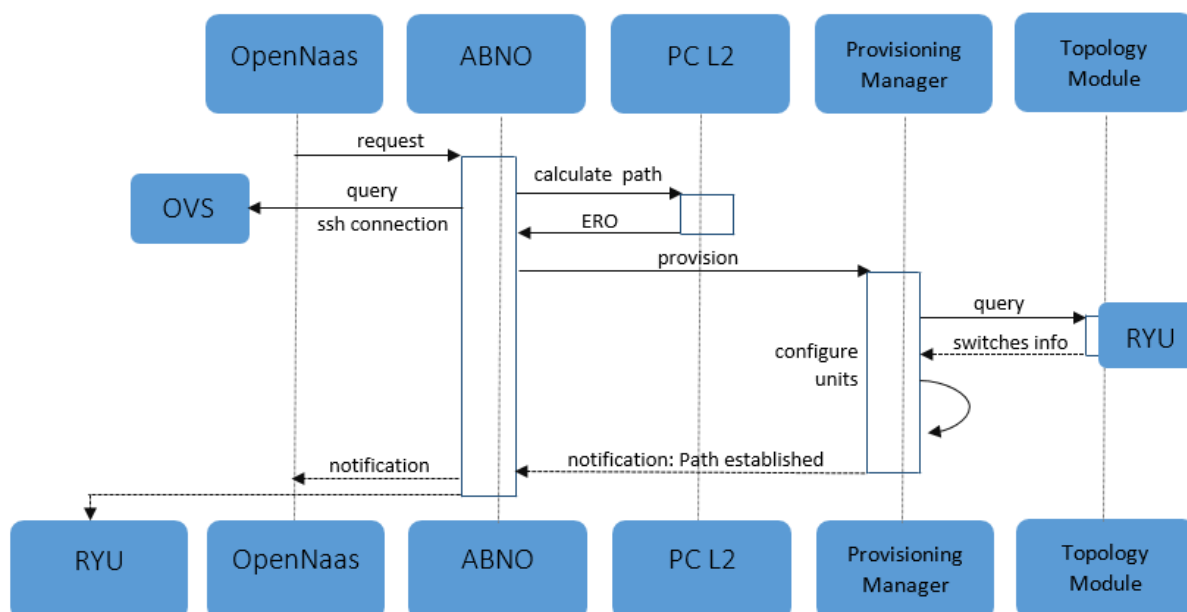 OpenNaas
ABNO
PC L2
Provisioning
Manager
Topology
Module
request
calculate path
OVS
query
ssh connection
ERO
provision
query
RYU
switches info
configure
units
notification: Path established
notification
RYU
OpenNaas
ABNO
PC L2
Provisioning
Manager
Topology
Module